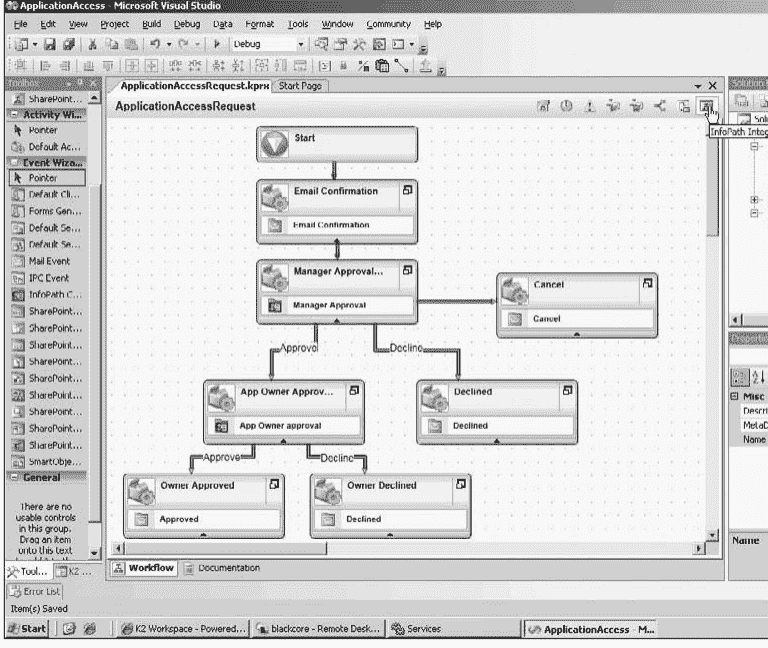 ApplicationAccess - Microsoft Visual Studio
File Edit View Project Build Debug Data Format Tools Window Community Help
Debug
Toolbox
Solution
ApplicationAccessRequest.kprx Start Page
SharePoint...
ApplicationAccessRequest
Activity Wi...
Pointer
Default Ac...
InfoPath Integ
Event Wiza...
Pointer
Default Cli...
Forms Gen...
Default Se...
Default Se...
Mail Event
IPC Event
InfoPath C...
SharePoint...
SharePoint...
SharePoint...
SharePoint...
SharePoint...
SharePoint...
SharePoint...
SharePoint...
SharePoint...
SmartObje...
General
There are no
usable controls
in this group.
Drag an item
onto this text
Start
Email Confirmation
Email Confirmation
Manager Approval...
Manager Approval
Cancel
Cancel
Approve
Decline
App Owner Approv...
App Owner approval
Declined
Declined
Approve
Decline
Owner Approved
Approved
Owner Declined
Declined
Properties
Misc
Descri
MetaD
Name
Name
Tool... K2 ...
Workflow Documentation
Error List
Item(s) Saved
Start K2 Workspace - Powered... blackcore - Remote Desk... Services ApplicationAccess - M...